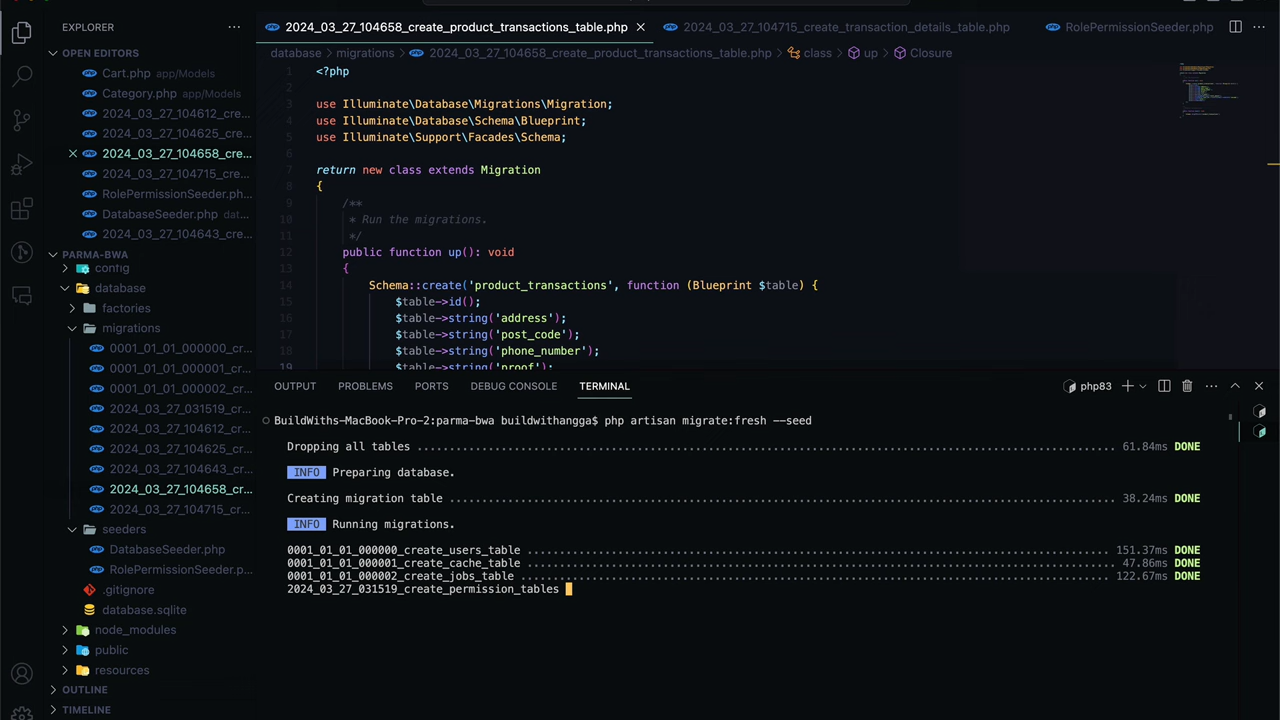 EXPLORER
OPEN EDITORS
Cart.php app/Models
Category.php app/Models
2024_03_27_104612_cre...
2024_03_27_104625_cre...
2024_03_27_104658_cre...
2024_03_27_104715_cre...
RolePermissionSeeder.ph...
DatabaseSeeder.php dat...
2024_03_27_104643_cre...
PARMA-BWA
config
database
factories
migrations
0001_01_01_000000_cr...
0001_01_01_000001_cr...
0001_01_01_000002_cr...
2024_03_27_031519_cr...
2024_03_27_104612_cr...
2024_03_27_104625_cr...
2024_03_27_104643_cr...
2024_03_27_104658_cr...
2024_03_27_104715_cr...
seeders
DatabaseSeeder.php
RolePermissionSeeder.p...
.gitignore
database.sqlite
node_modules
public
resources
OUTLINE
TIMELINE
2024_03_27_104658_create_product_transactions_table.php
2024_03_27_104715_create_transaction_details_table.php
RolePermissionSeeder.php
database > migrations > 2024_03_27_104658_create_product_transactions_table.php > class > up > Closure
1 <?php
2
3 use Illuminate\Database\Migrations\Migration;
4 use Illuminate\Database\Schema\Blueprint;
5 use Illuminate\Support\Facades\Schema;
6
7 return new class extends Migration
8 {
9 /**
10 * Run the migrations.
11 */
12 public function up(): void
13 {
14 Schema::create('product_transactions', function (Blueprint $table) {
15 $table->id();
16 $table->string('address');
17 $table->string('post_code');
18 $table->string('phone_number');
19 $table->string('proof');
OUTPUT PROBLEMS PORTS DEBUG CONSOLE TERMINAL
php83
BuildWiths-MacBook-Pro-2:parma-bwa buildwithangga$ php artisan migrate:fresh --seed
Dropping all tables ........ 61.84ms DONE
INFO Preparing database.
Creating migration table ........ 38.24ms DONE
INFO Running migrations.
0001_01_01_000000_create_users_table ........ 151.37ms DONE
0001_01_01_000001_create_cache_table ........ 47.86ms DONE
0001_01_01_000002_create_jobs_table ........ 122.67ms DONE
2024_03_27_031519_create_permission_tables